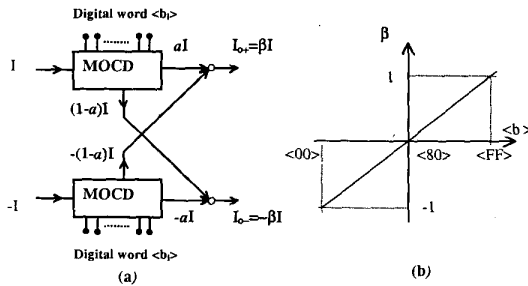 Digital word <bᵢ>
I
MOCD
aI
Iₒ₊=βI
(1-a)I
-(1-a)I
-I
MOCD
-aI
Iₒ₋=-βI
Digital word <bᵢ>
(a)
β
1
<b>
<00>
<80>
<FF>
-1
(b)